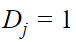 D_j = 1